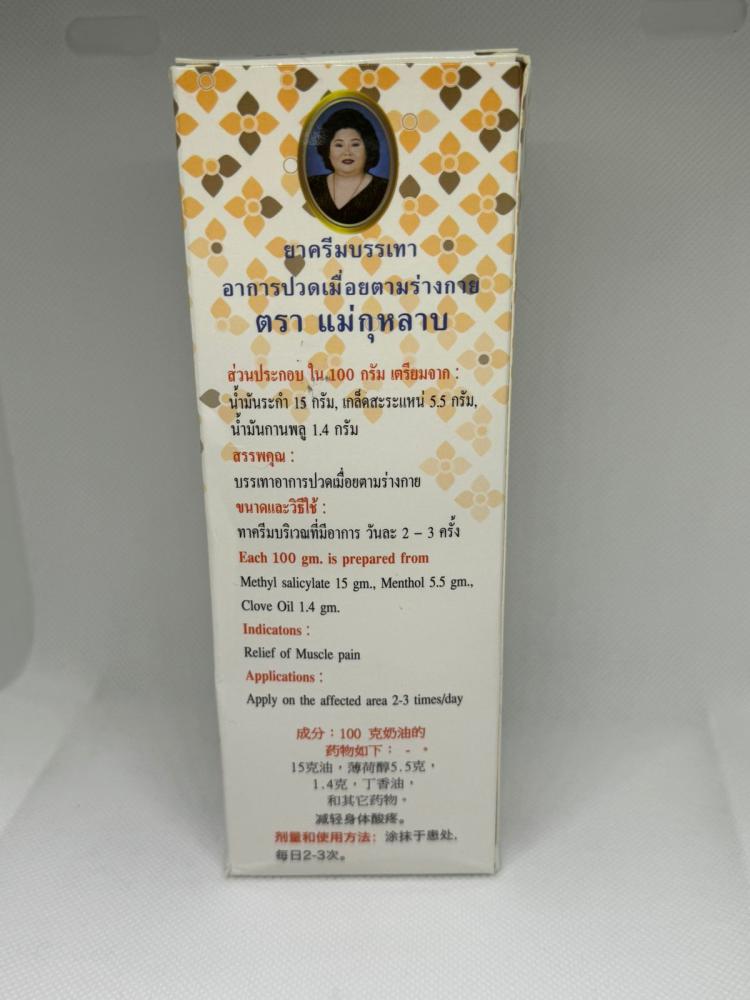 ยาครีมบรรเทา
อาการปวดเมื่อยตามร่างกาย
ตรา แม่กุหลาบ
ส่วนประกอบ ใน 100 กรัม เตรียมจาก :
น้ำมันระกำ 15 กรัม, เกล็ดสะระแหน่ 5.5 กรัม,
น้ำมันกานพลู 1.4 กรัม
สรรพคุณ :
บรรเทาอาการปวดเมื่อยตามร่างกาย
ขนาดและวิธีใช้ :
ทาครีมบริเวณที่มีอาการ วันละ 2 – 3 ครั้ง
Each 100 gm. is prepared from
Methyl salicylate 15 gm., Menthol 5.5 gm.,
Clove Oil 1.4 gm.
Indicatons :
Relief of Muscle pain
Applications :
Apply on the affected area 2-3 times/day
成分：100 克奶油的
药物如下： - 。
15克油，薄荷醇5.5克，
1.4克，丁香油，
和其它药物。
减轻身体酸疼。
剂量和使用方法: 涂抹于患处,
每日2-3次。